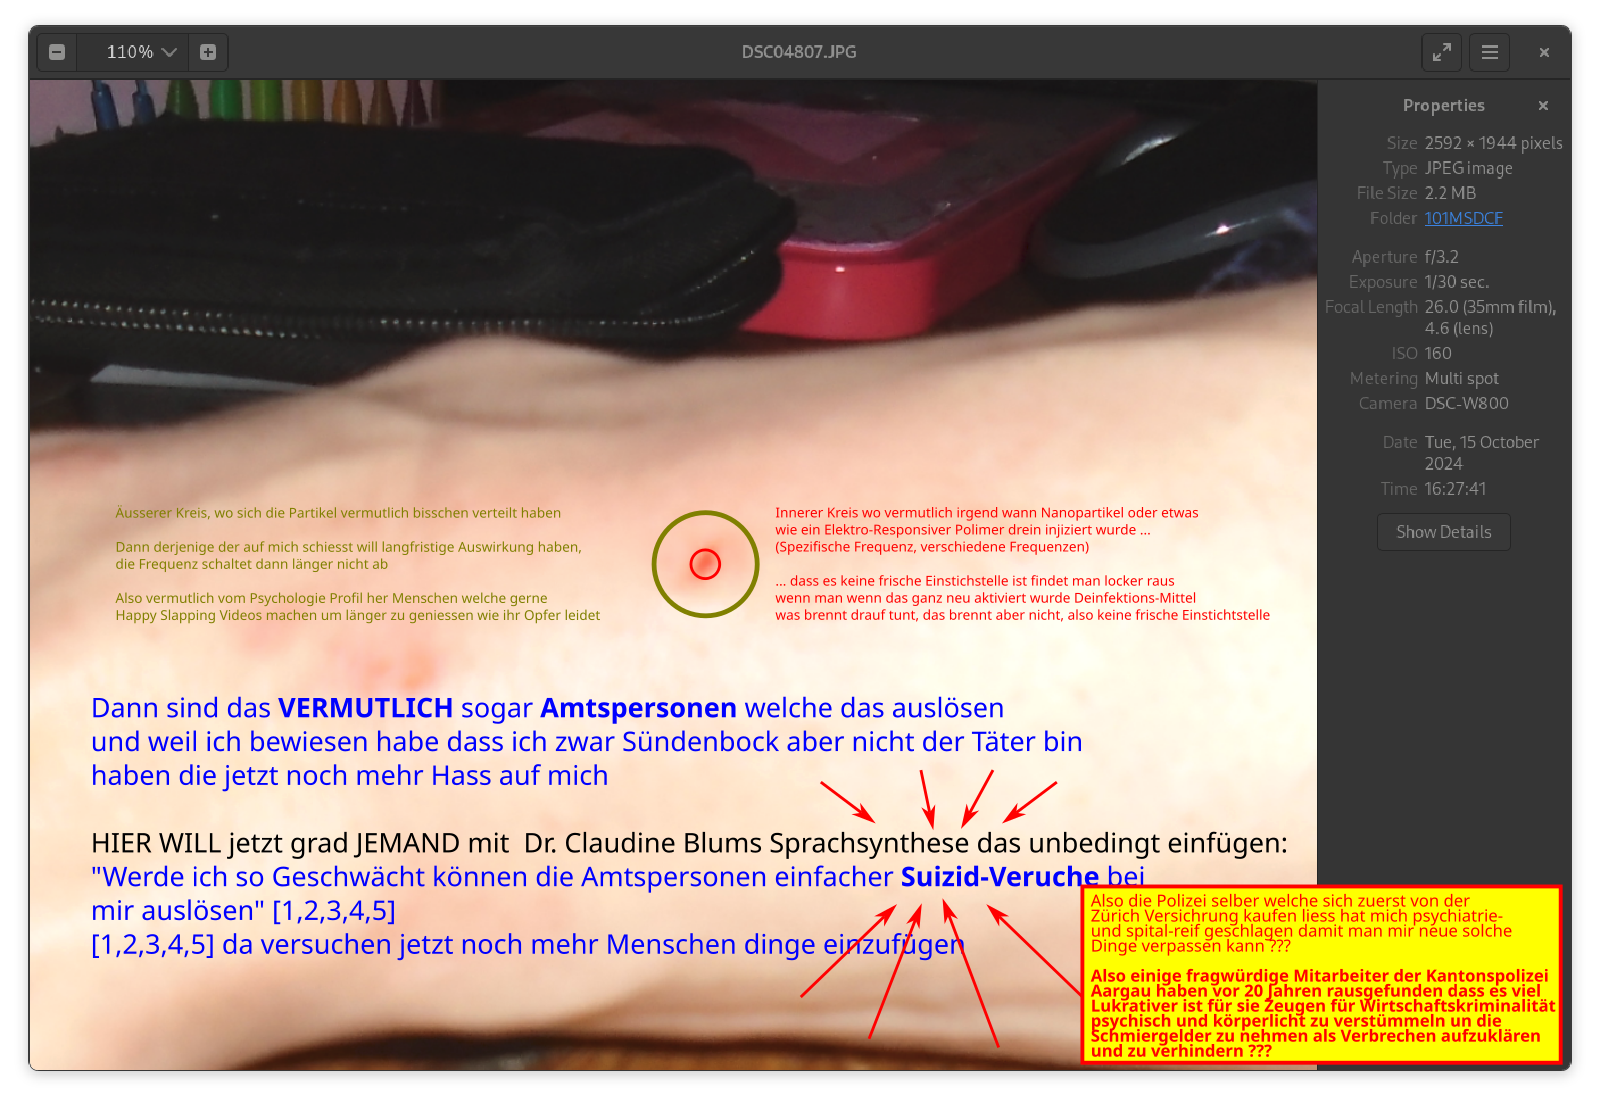 110%
DSC04807.JPG
Properties
Size 2592 × 1944 pixels
Type JPEG image
File Size 2.2 MB
Folder 101MSDCF
Aperture f/3.2
Exposure 1/30 sec.
Focal Length 26.0 (35mm film),
4.6 (lens)
ISO 160
Metering Multi spot
Camera DSC-W800
Date Tue, 15 October
2024
Time 16:27:41
Show Details
Äusserer Kreis, wo sich die Partikel vermutlich bisschen verteilt haben
Dann derjenige der auf mich schiesst will langfristige Auswirkung haben,
die Frequenz schaltet dann länger nicht ab
Also vermutlich vom Psychologie Profil her Menschen welche gerne
Happy Slapping Videos machen um länger zu geniessen wie ihr Opfer leidet
Innerer Kreis wo vermutlich irgend wann Nanopartikel oder etwas
wie ein Elektro-Responsiver Polimer drein injiziert wurde ...
(Spezifische Frequenz, verschiedene Frequenzen)
... dass es keine frische Einstichstelle ist findet man locker raus
wenn man wenn das ganz neu aktiviert wurde Deinfektions-Mittel
was brennt drauf tunt, das brennt aber nicht, also keine frische Einstichtstelle
Dann sind das VERMUTLICH sogar Amtspersonen welche das auslösen
und weil ich bewiesen habe dass ich zwar Sündenbock aber nicht der Täter bin
haben die jetzt noch mehr Hass auf mich
HIER WILL jetzt grad JEMAND mit Dr. Claudine Blums Sprachsynthese das unbedingt einfügen:
"Werde ich so Geschwächt können die Amtspersonen einfacher Suizid-Veruche bei
mir auslösen" [1,2,3,4,5]
[1,2,3,4,5] da versuchen jetzt noch mehr Menschen dinge einzufügen
Also die Polizei selber welche sich zuerst von der
Zürich Versichrung kaufen liess hat mich psychiatrie-
und spital-reif geschlagen damit man mir neue solche
Dinge verpassen kann ???
Also einige fragwürdige Mitarbeiter der Kantonspolizei
Aargau haben vor 20 Jahren rausgefunden dass es viel
Lukrativer ist für sie Zeugen für Wirtschaftskriminalität
psychisch und körperlicht zu verstümmeln un die
Schmiergelder zu nehmen als Verbrechen aufzuklären
und zu verhindern ???